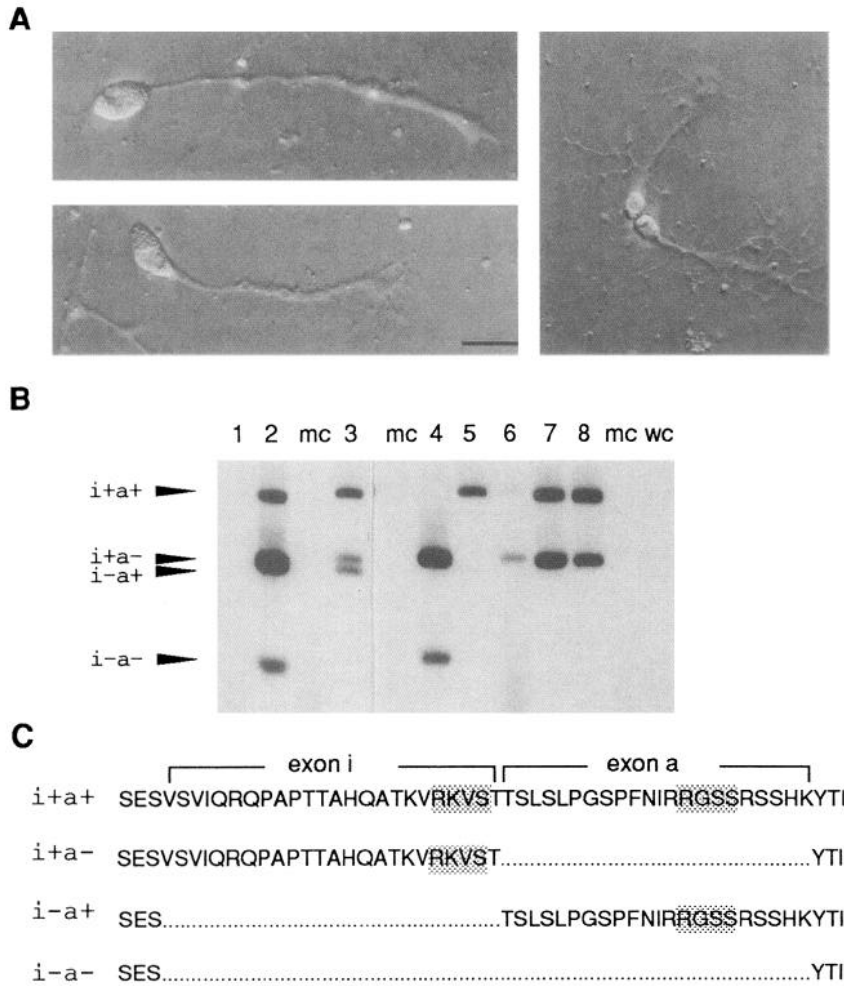 A
B
1 2 mc 3 mc 4 5 6 7 8 mc wc
i+a+
i+a-
i-a+
i-a-
C
exon i exon a
i+a+ SESVSVIQRQPAPTTAHQATKVRKVSTTSLSLPGSPFNIRRGSSRSSHKYTI
i+a- SESVSVIQRQPAPTTAHQATKVRKVST........................................YTI
i-a+ SES........................................TSLSLPGSPFNIRRGSSRSSHKYTI
i-a- SES................................................................................YTI